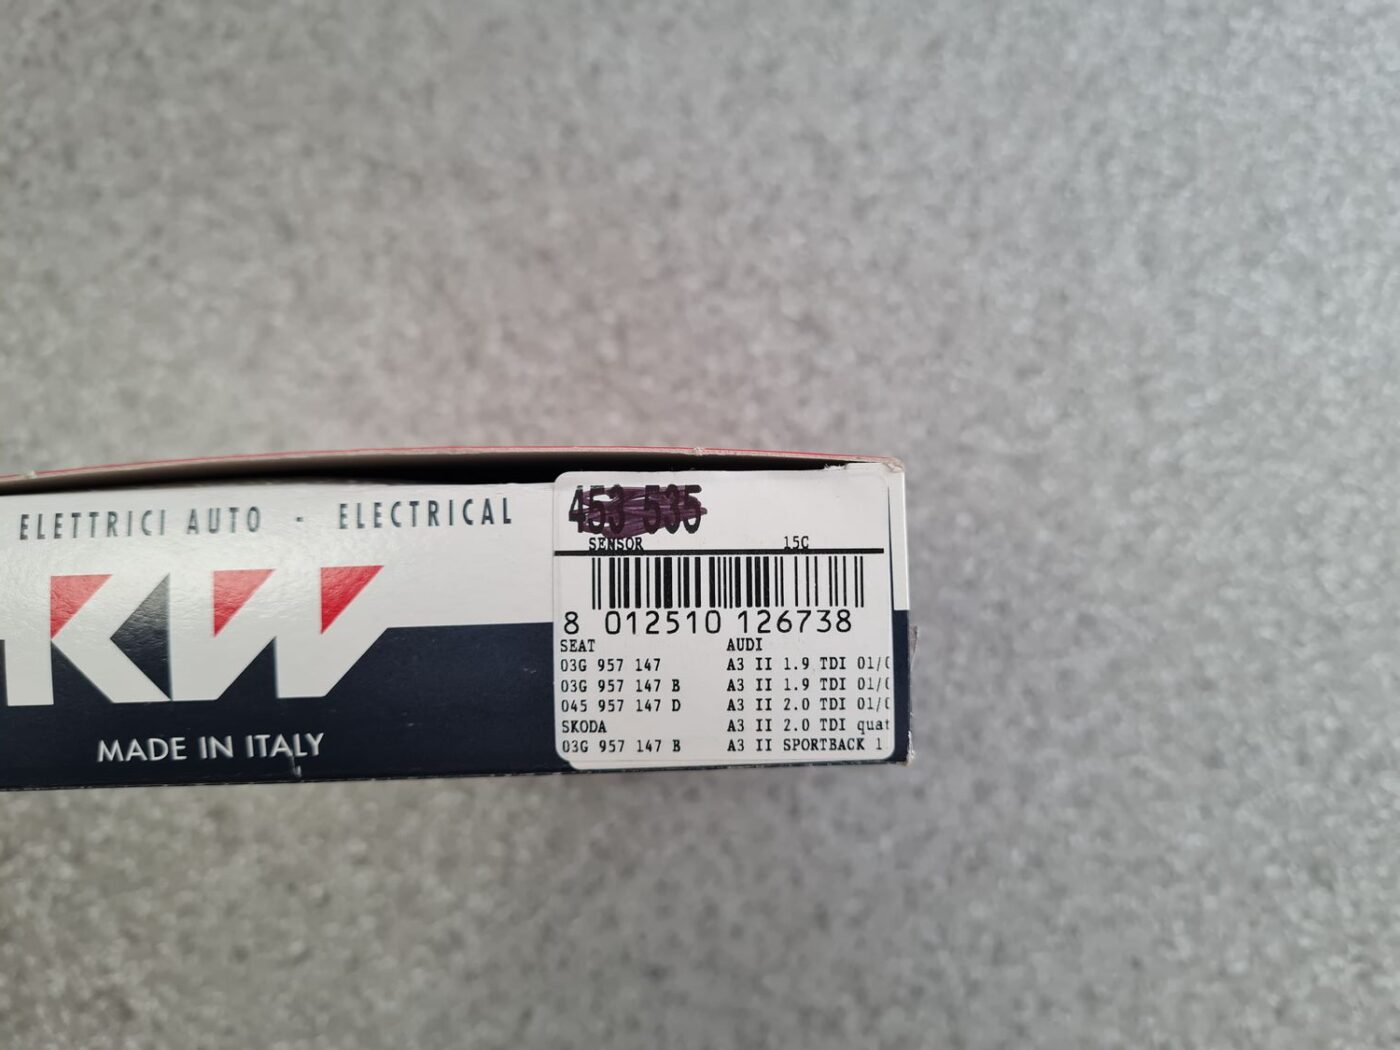 ELETTRICI AUTO - ELECTRICAL
KW
MADE IN ITALY
453 535
SENSOR 15C
8 012510 126738
SEAT AUDI
03G 957 147 A3 II 1.9 TDI 01/0
03G 957 147 B A3 II 1.9 TDI 01/0
045 957 147 D A3 II 2.0 TDI 01/0
SKODA A3 II 2.0 TDI quat
03G 957 147 B A3 II SPORTBACK 1